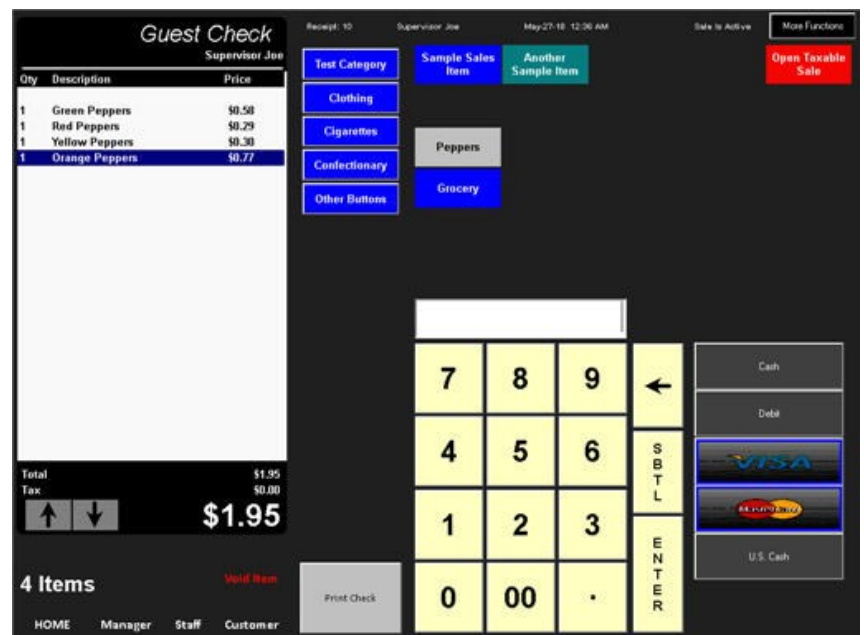 Guest Check
Supervisor Joe
Qty Description Price
1 Green Peppers $0.58
1 Red Peppers $0.29
1 Yellow Peppers $0.30
1 Orange Peppers $0.77
Total $1.95
Tax $0.00
$1.95
4 Items
Void Item
HOME Manager Staff Customer
Receipt: 10 Supervisor Joe May-27-18 12:36 AM Sale Is Active More Functions
Test Category
Clothing
Cigarettes
Confectionary
Other Buttons
Sample Sales
Item
Another
Sample Item
Open Taxable
Sale
Peppers
Grocery
7 8 9 ←
4 5 6 SBTL
1 2 3 ENTER
0 00 .
Print Check
Cash
Debit
VISA
MasterCard
U.S. Cash